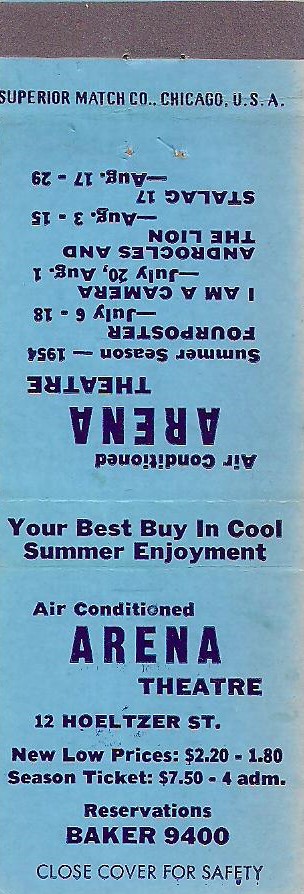 SUPERIOR MATCH CO., CHICAGO, U.S.A.
Air Conditioned
ARENA
THEATRE
Summer Season — 1954
FOURPOSTER
—July 6 - 18
I AM A CAMERA
—July 20, Aug. 1
ANDROCLES AND
THE LION
—Aug. 3 - 15
STALAG 17
—Aug. 17 - 29
Your Best Buy In Cool
Summer Enjoyment
Air Conditioned
ARENA
THEATRE
12 HOELTZER ST.
New Low Prices: $2.20 - 1.80
Season Ticket: $7.50 - 4 adm.
Reservations
BAKER 9400
CLOSE COVER FOR SAFETY